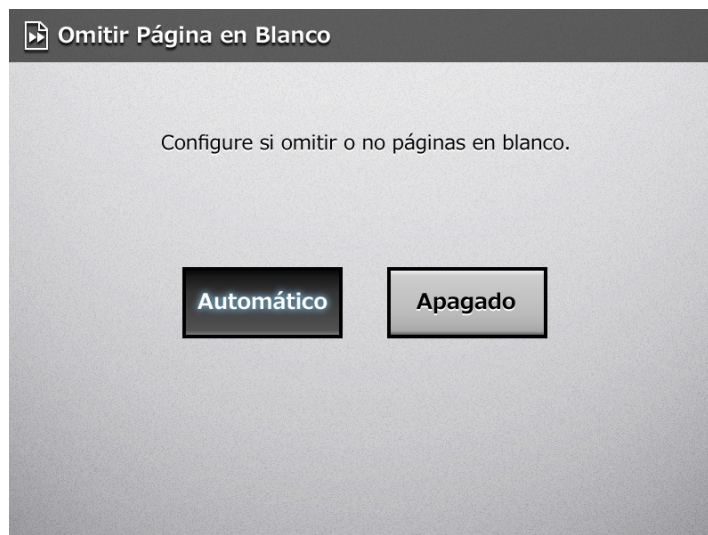 Omitir Página en Blanco
Configure si omitir o no páginas en blanco.
Automático
Apagado